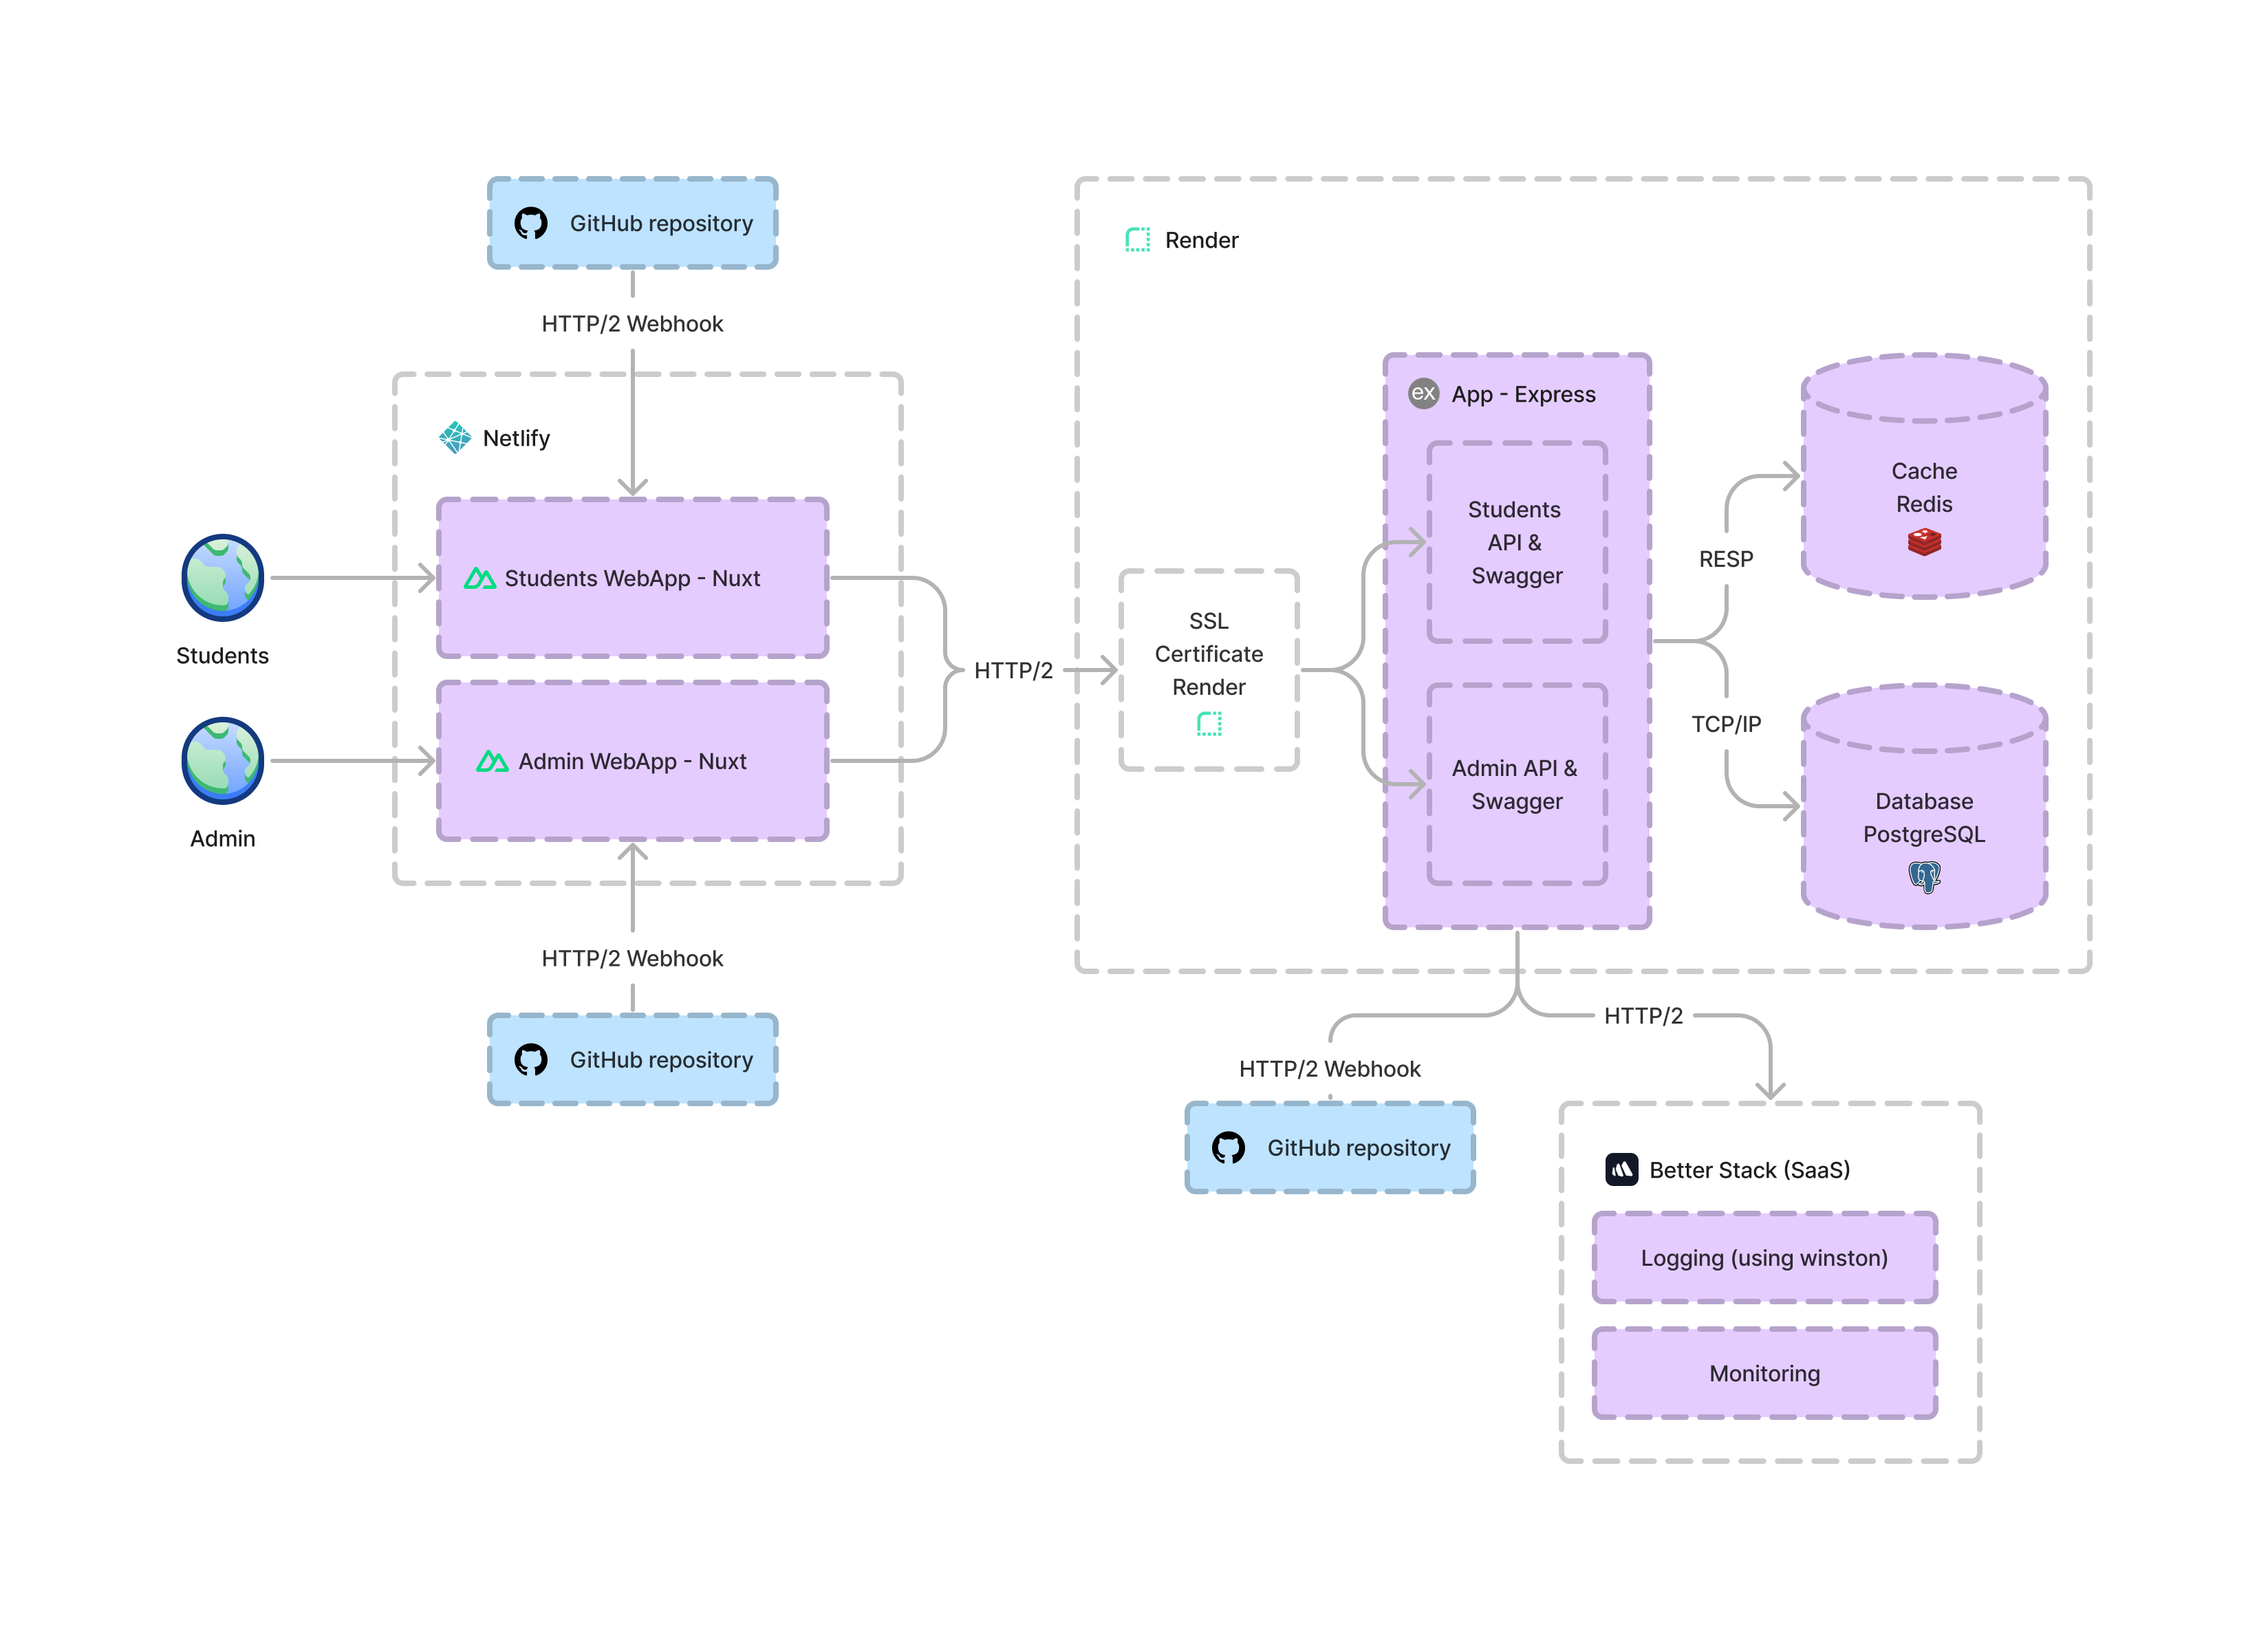 GitHub repository
HTTP/2 Webhook
Netlify
Students WebApp - Nuxt
Students
Admin WebApp - Nuxt
Admin
HTTP/2 Webhook
GitHub repository
HTTP/2
Render
SSL
Certificate
Render
ex
App - Express
Students
API &
Swagger
Admin API &
Swagger
RESP
TCP/IP
Cache
Redis
Database
PostgreSQL
HTTP/2 Webhook
GitHub repository
HTTP/2
Better Stack (SaaS)
Logging (using winston)
Monitoring